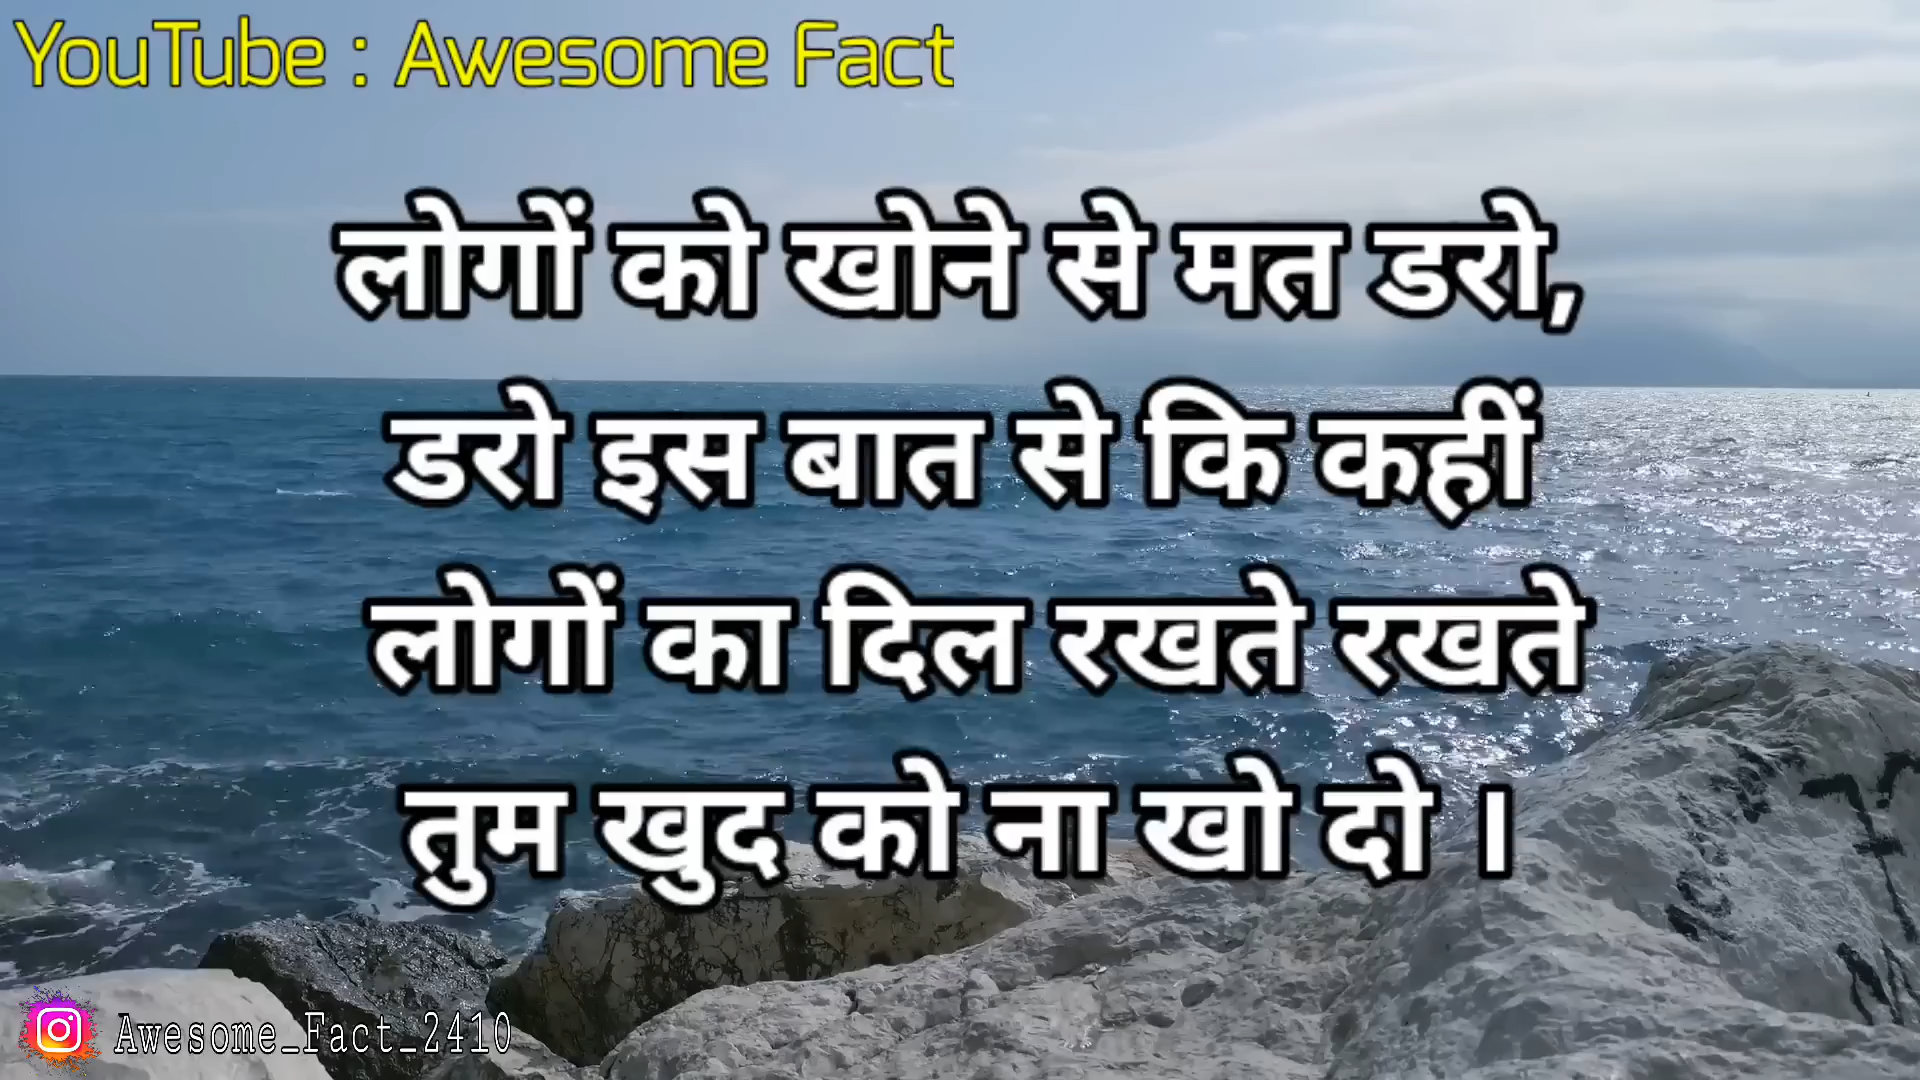 YouTube : Awesome Fact
लोगों को खोने से मत डरो,
डरो इस बात से कि कहीं
लोगों का दिल रखते रखते
तुम खुद को ना खो दो ।
Awesome_Fact_2410